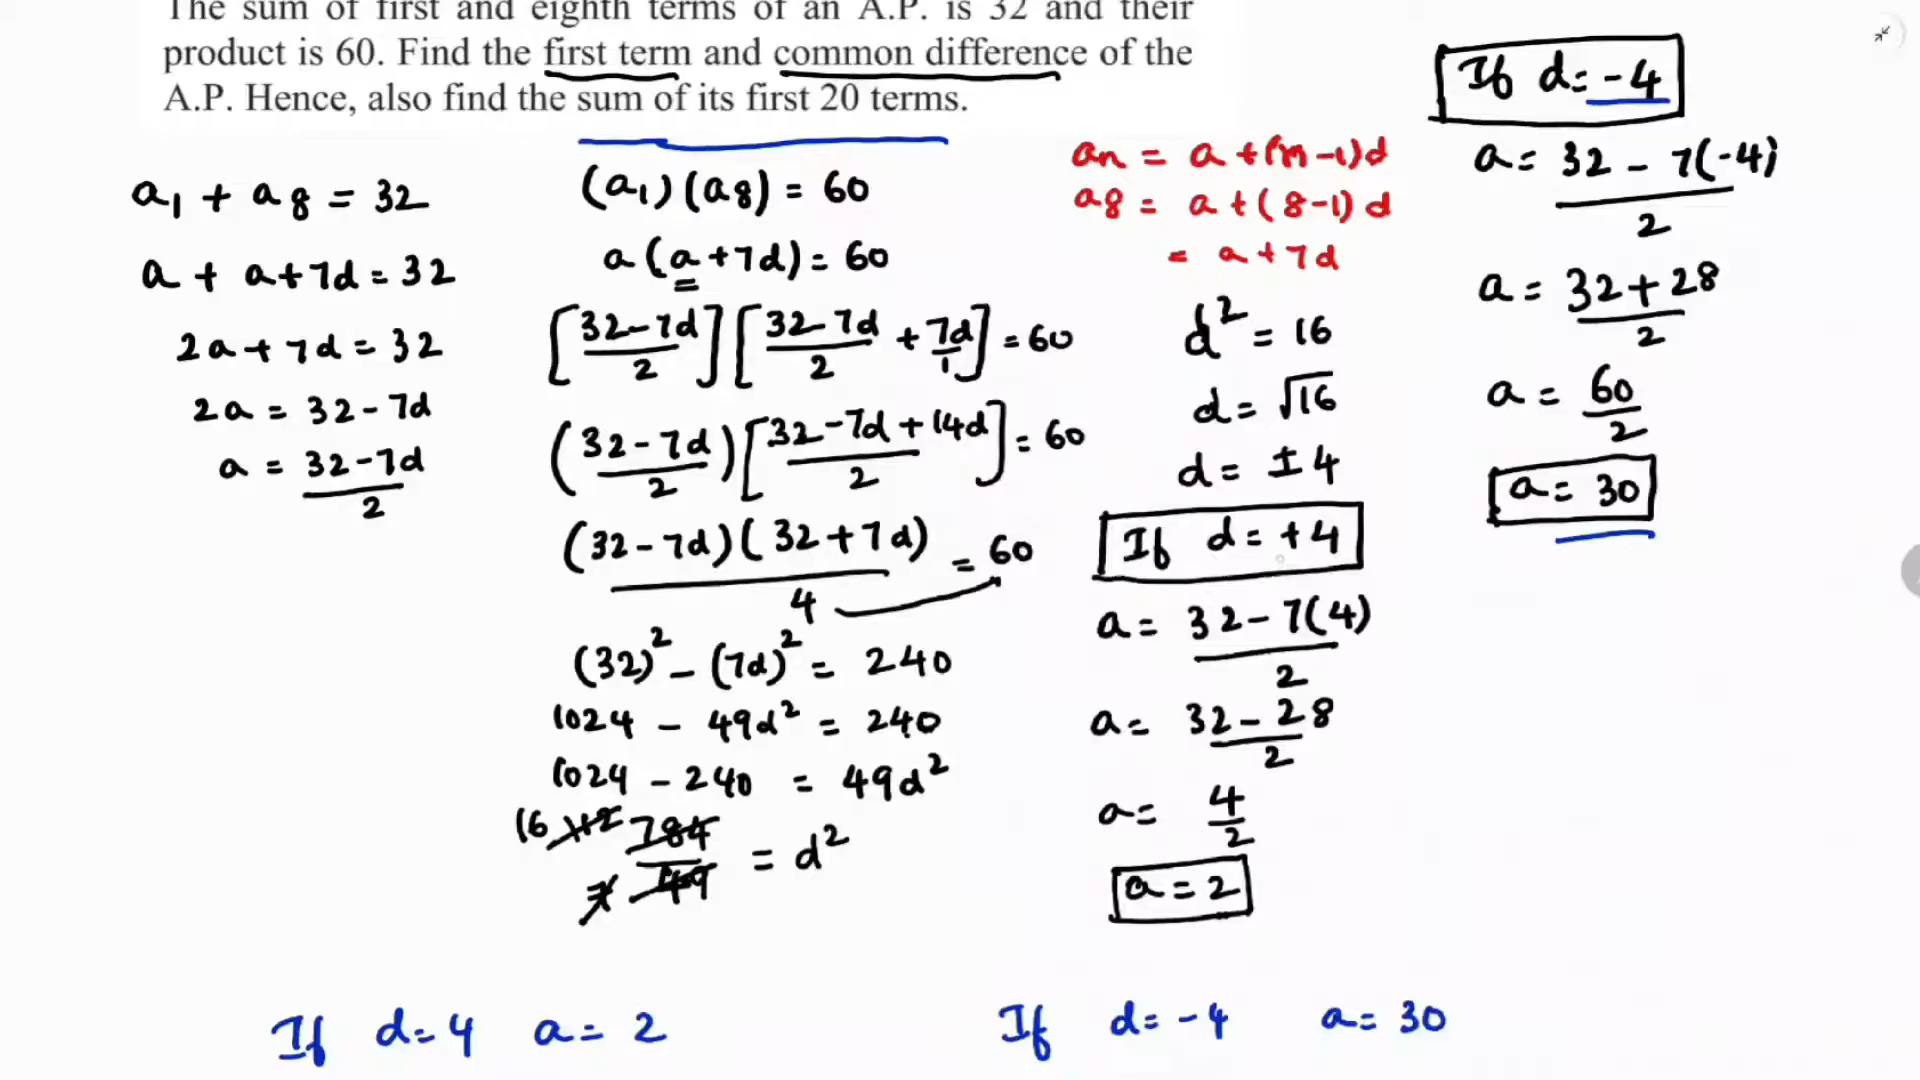 The sum of first and eighth terms of an A.P. is 32 and their
product is 60. Find the first term and common difference of the
A.P. Hence, also find the sum of its first 20 terms.
a₁ + a₈ = 32
a + a+7d = 32
2a + 7d = 32
2a = 32-7d
a = (32-7d)/2
(a₁)(a₈) = 60
a(a+7d) = 60
[(32-7d)/2] [(32-7d)/2 + 7d/1] = 60
((32-7d)/2) [(32-7d+14d)/2] = 60
(32-7d)(32+7d)/4 = 60
(32)² - (7d)² = 240
1024 - 49d² = 240
1024 - 240 = 49d²
16 112 784/49 7 = d²
an = a+(n-1)d
a8 = a+(8-1)d
= a+7d
d² = 16
d = √16
d = ±4
If d = +4
a = (32-7(4))/2
a = (32-28)/2
a = 4/2
a = 2
If d = -4
a = (32-7(-4))/2
a = (32+28)/2
a = 60/2
a = 30
If d=4 a=2
If d=-4 a=30